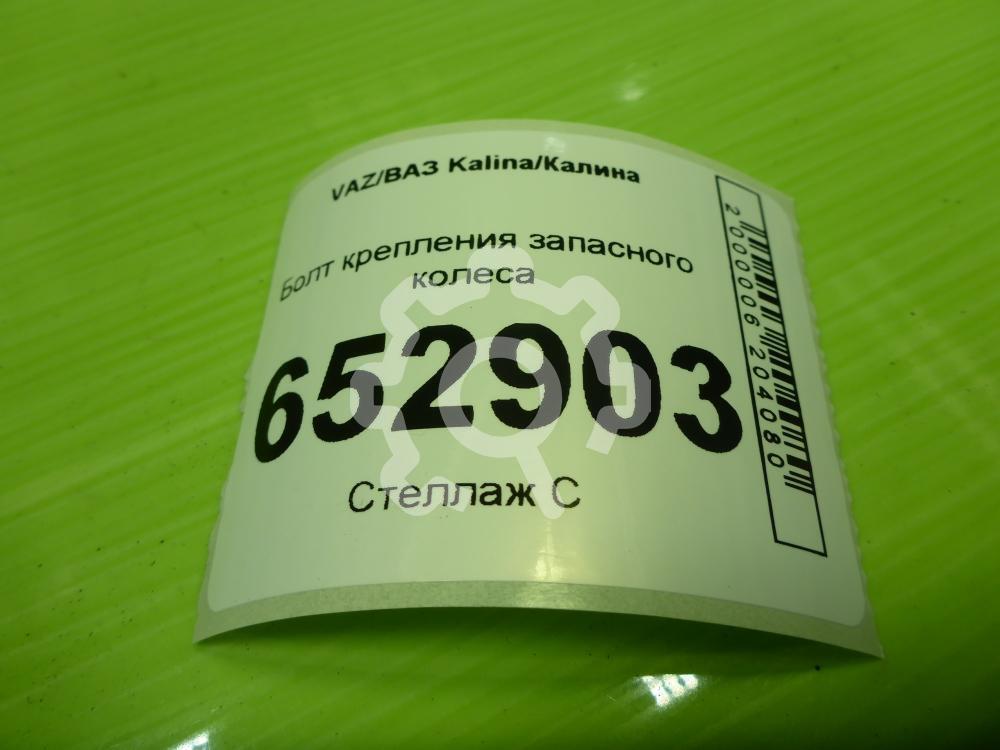 VAZ/ВАЗ Kalina/Калина
Болт крепления запасного
колеса
652903
Стеллаж С
2000006204080